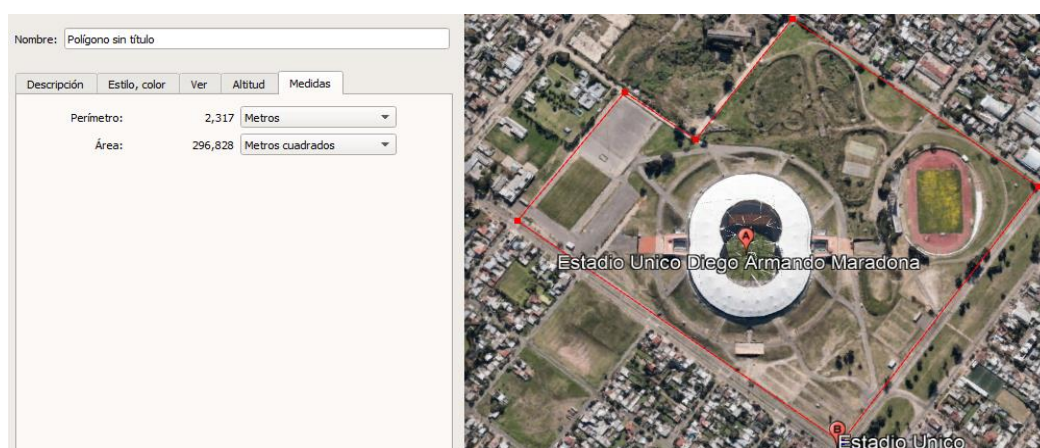 Nombre: Polígono sin título
Descripción Estilo, color Ver Altitud Medidas
Perímetro: 2,317 Metros
Área: 296,828 Metros cuadrados
A
Estadio Unico Diego Armando Maradona
B
Estadio Unico